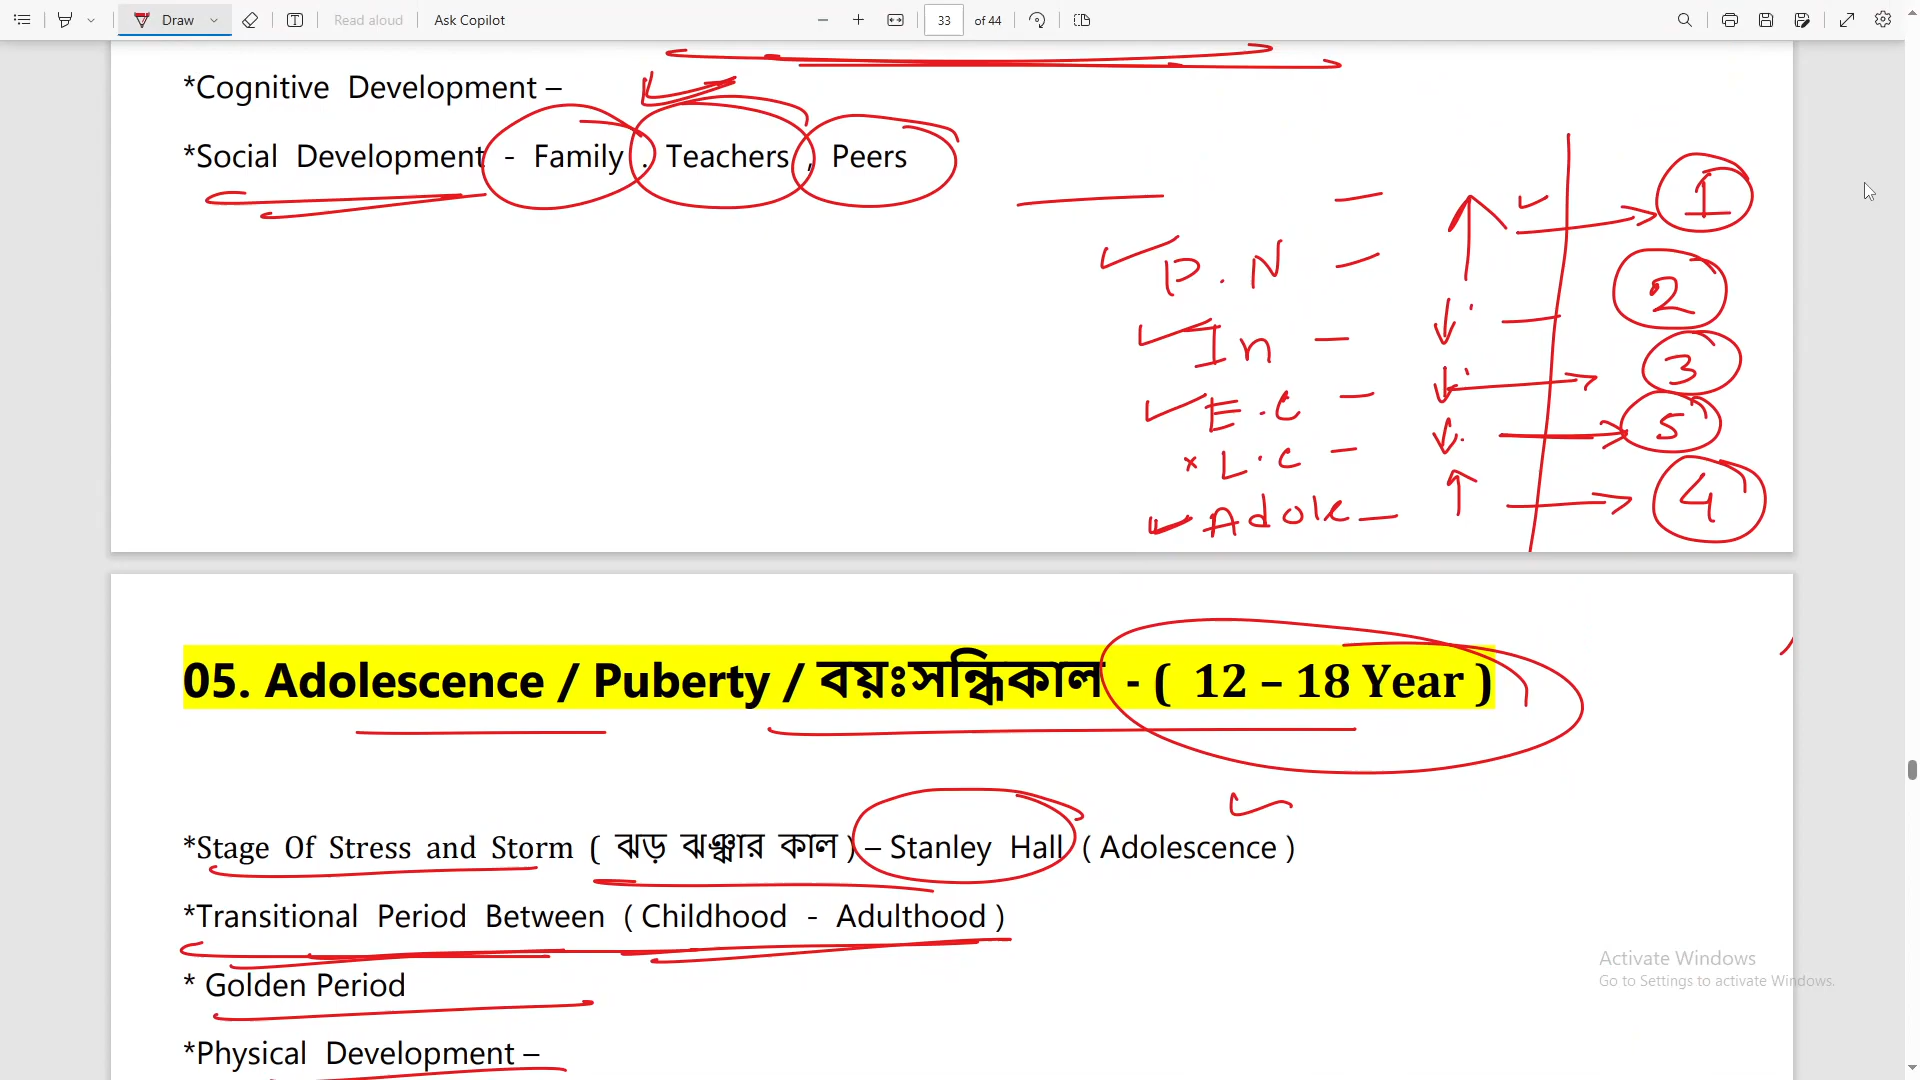 Draw
Read aloud
Ask Copilot
33
of 44
*Cognitive Development –
*Social Development - Family . Teachers , Peers
1
P.N
2
In
3
E.C
5
* L.C
4
Adole
05. Adolescence / Puberty / বয়ঃসন্ধিকাল - ( 12 – 18 Year )
*Stage Of Stress and Storm ( ঝড় ঝঞ্ঝার কাল ) – Stanley Hall ( Adolescence )
*Transitional Period Between ( Childhood - Adulthood )
* Golden Period
*Physical Development –
Activate Windows
Go to Settings to activate Windows.